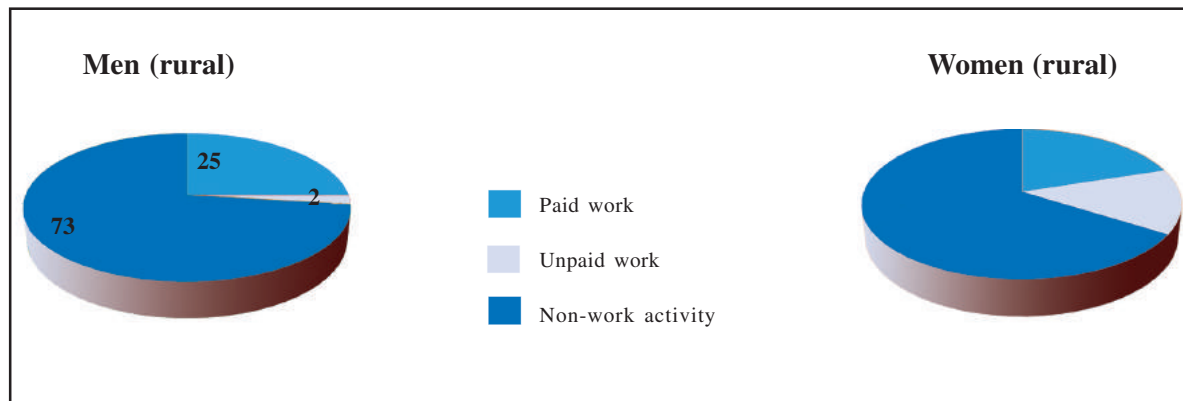 Men (rural)
Women (rural)
25
2
73
Paid work
Unpaid work
Non-work activity